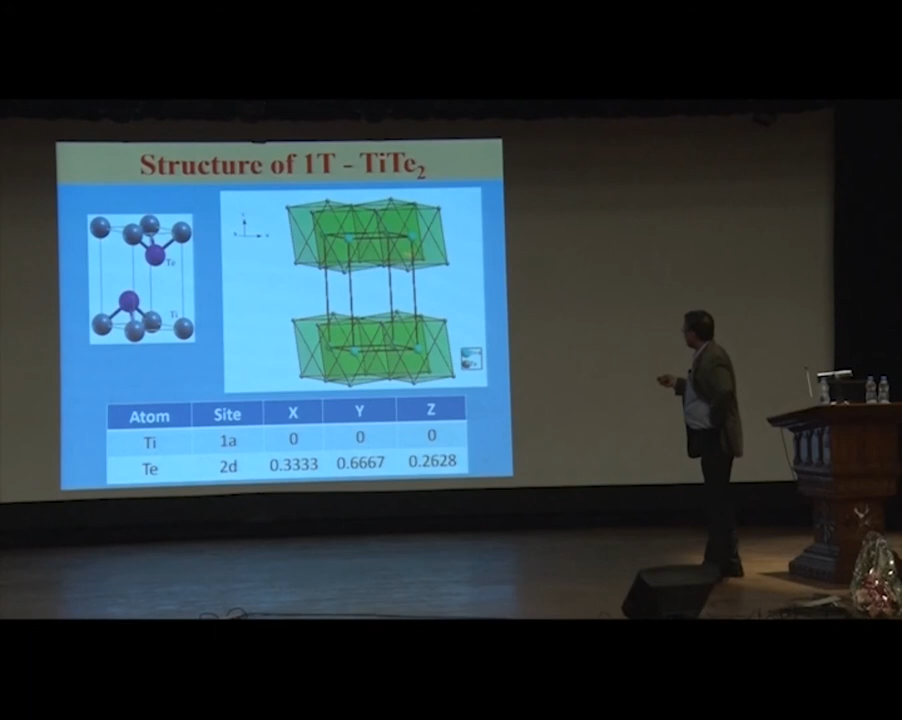 Structure of 1T - TiTe2
Te
Ti
Atom Site X Y Z
Ti 1a 0 0 0
Te 2d 0.3333 0.6667 0.2628